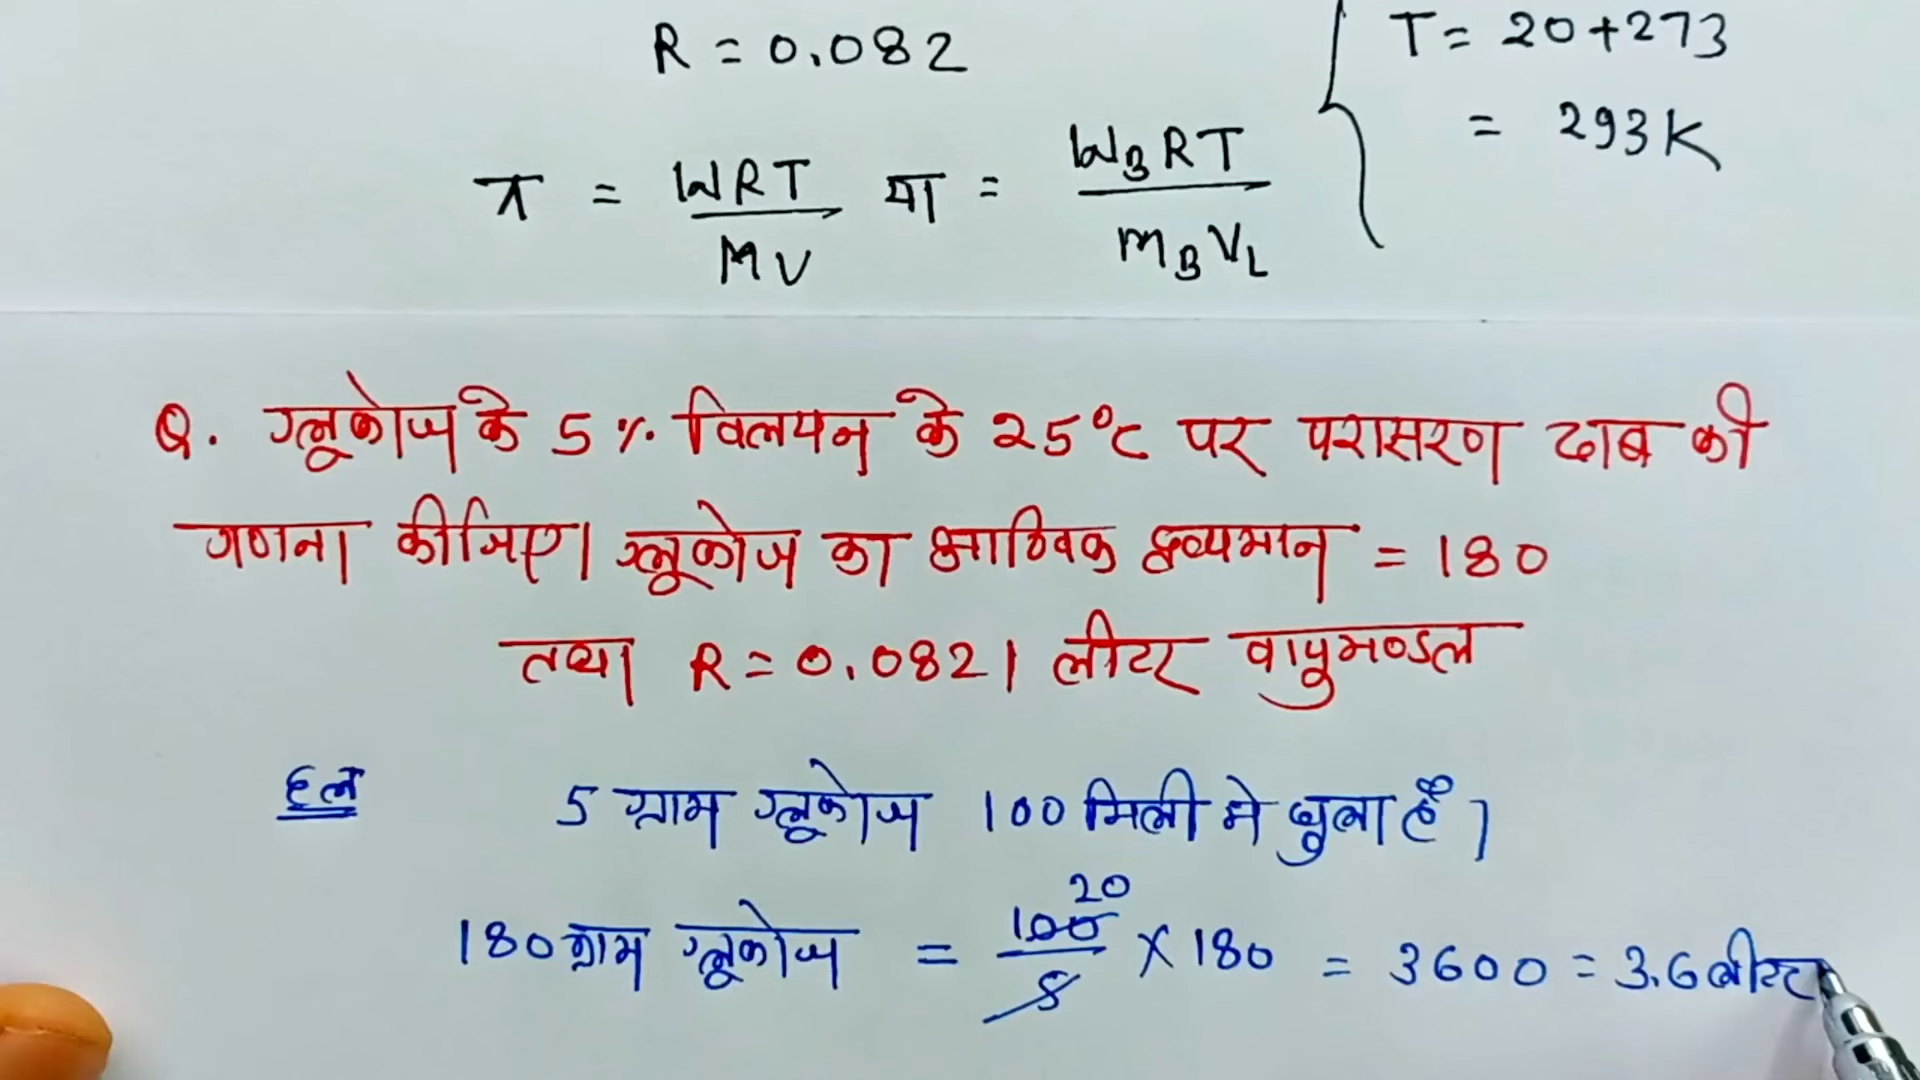 R = 0.082
T = 20+273
= 293K
π = WRT/MV या = W_B RT/m_B V_L
Q. ग्लूकोज के 5% विलयन के 25°C पर परासरण दाब की
गणना कीजिए। ग्लूकोज का आण्विक द्रव्यमान = 180
तथा R = 0.0821 लीटर वायुमण्डल
हल
5 ग्राम ग्लूकोज 100 मिली मे घुला है।
20
180 ग्राम ग्लूकोज = 100/5 × 180 = 3600 = 3.6 लीटर